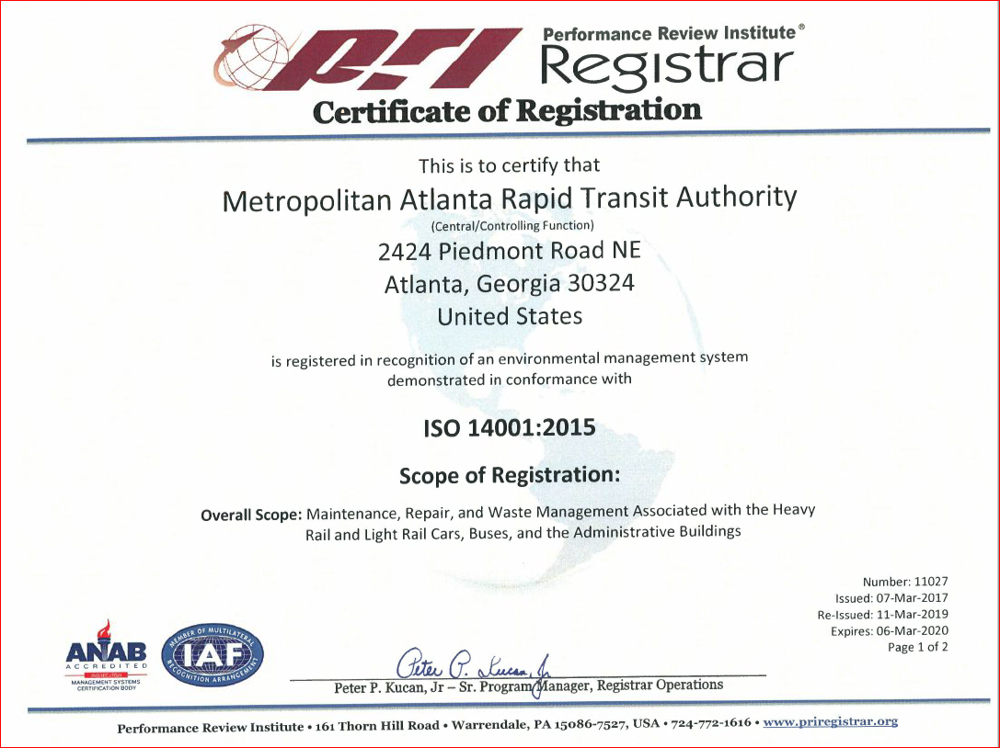 PRI
Performance Review Institute®
Registrar
Certificate of Registration
This is to certify that
Metropolitan Atlanta Rapid Transit Authority
(Central/Controlling Function)
2424 Piedmont Road NE
Atlanta, Georgia 30324
United States
is registered in recognition of an environmental management system
demonstrated in conformance with
ISO 14001:2015
Scope of Registration:
Overall Scope: Maintenance, Repair, and Waste Management Associated with the Heavy
Rail and Light Rail Cars, Buses, and the Administrative Buildings
Number: 11027
Issued: 07-Mar-2017
Re-Issued: 11-Mar-2019
Expires: 06-Mar-2020
Page 1 of 2
ANAB
ACCREDITED
MANAGEMENT SYSTEMS
CERTIFICATION BODY
MEMBER OF MULTILATERAL
IAF
RECOGNITION ARRANGEMENT
Peter P. Kucan, Jr
Peter P. Kucan, Jr – Sr. Program Manager, Registrar Operations
Performance Review Institute • 161 Thorn Hill Road • Warrendale, PA 15086-7527, USA • 724-772-1616 • www.priregistrar.org